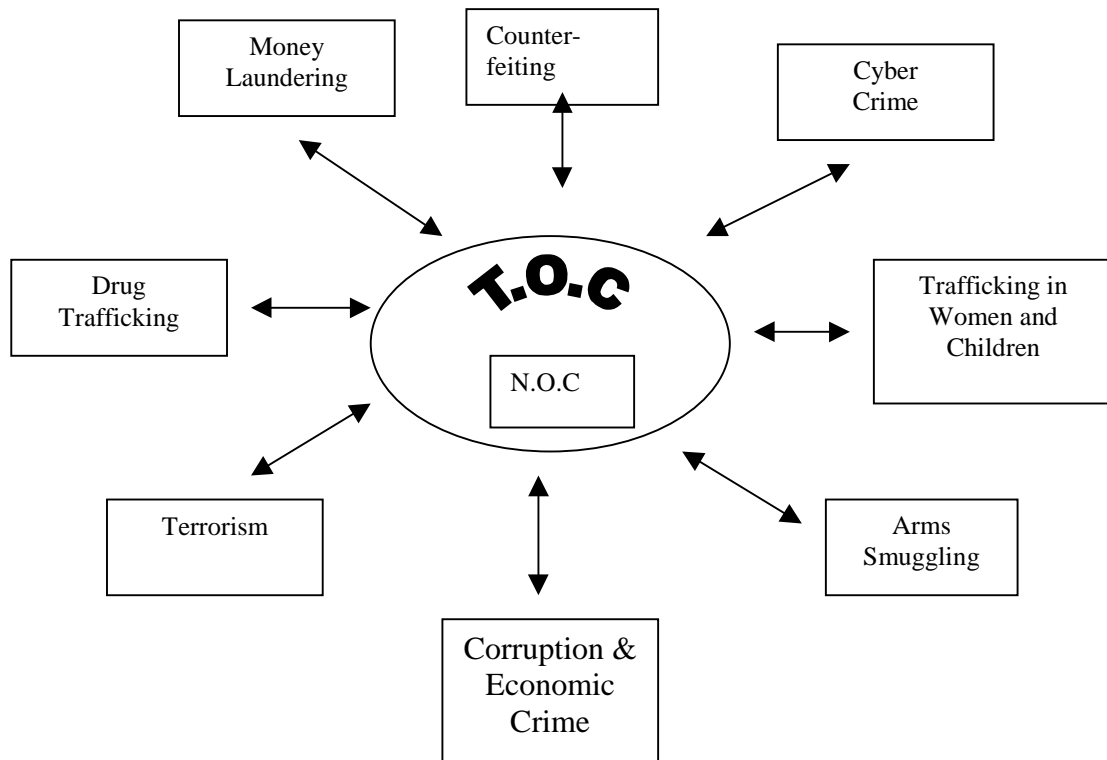 Money
Laundering
Counter-
feiting
Cyber
Crime
Drug
Trafficking
T.O.C
N.O.C
Trafficking in
Women and
Children
Terrorism
Arms
Smuggling
Corruption &
Economic
Crime